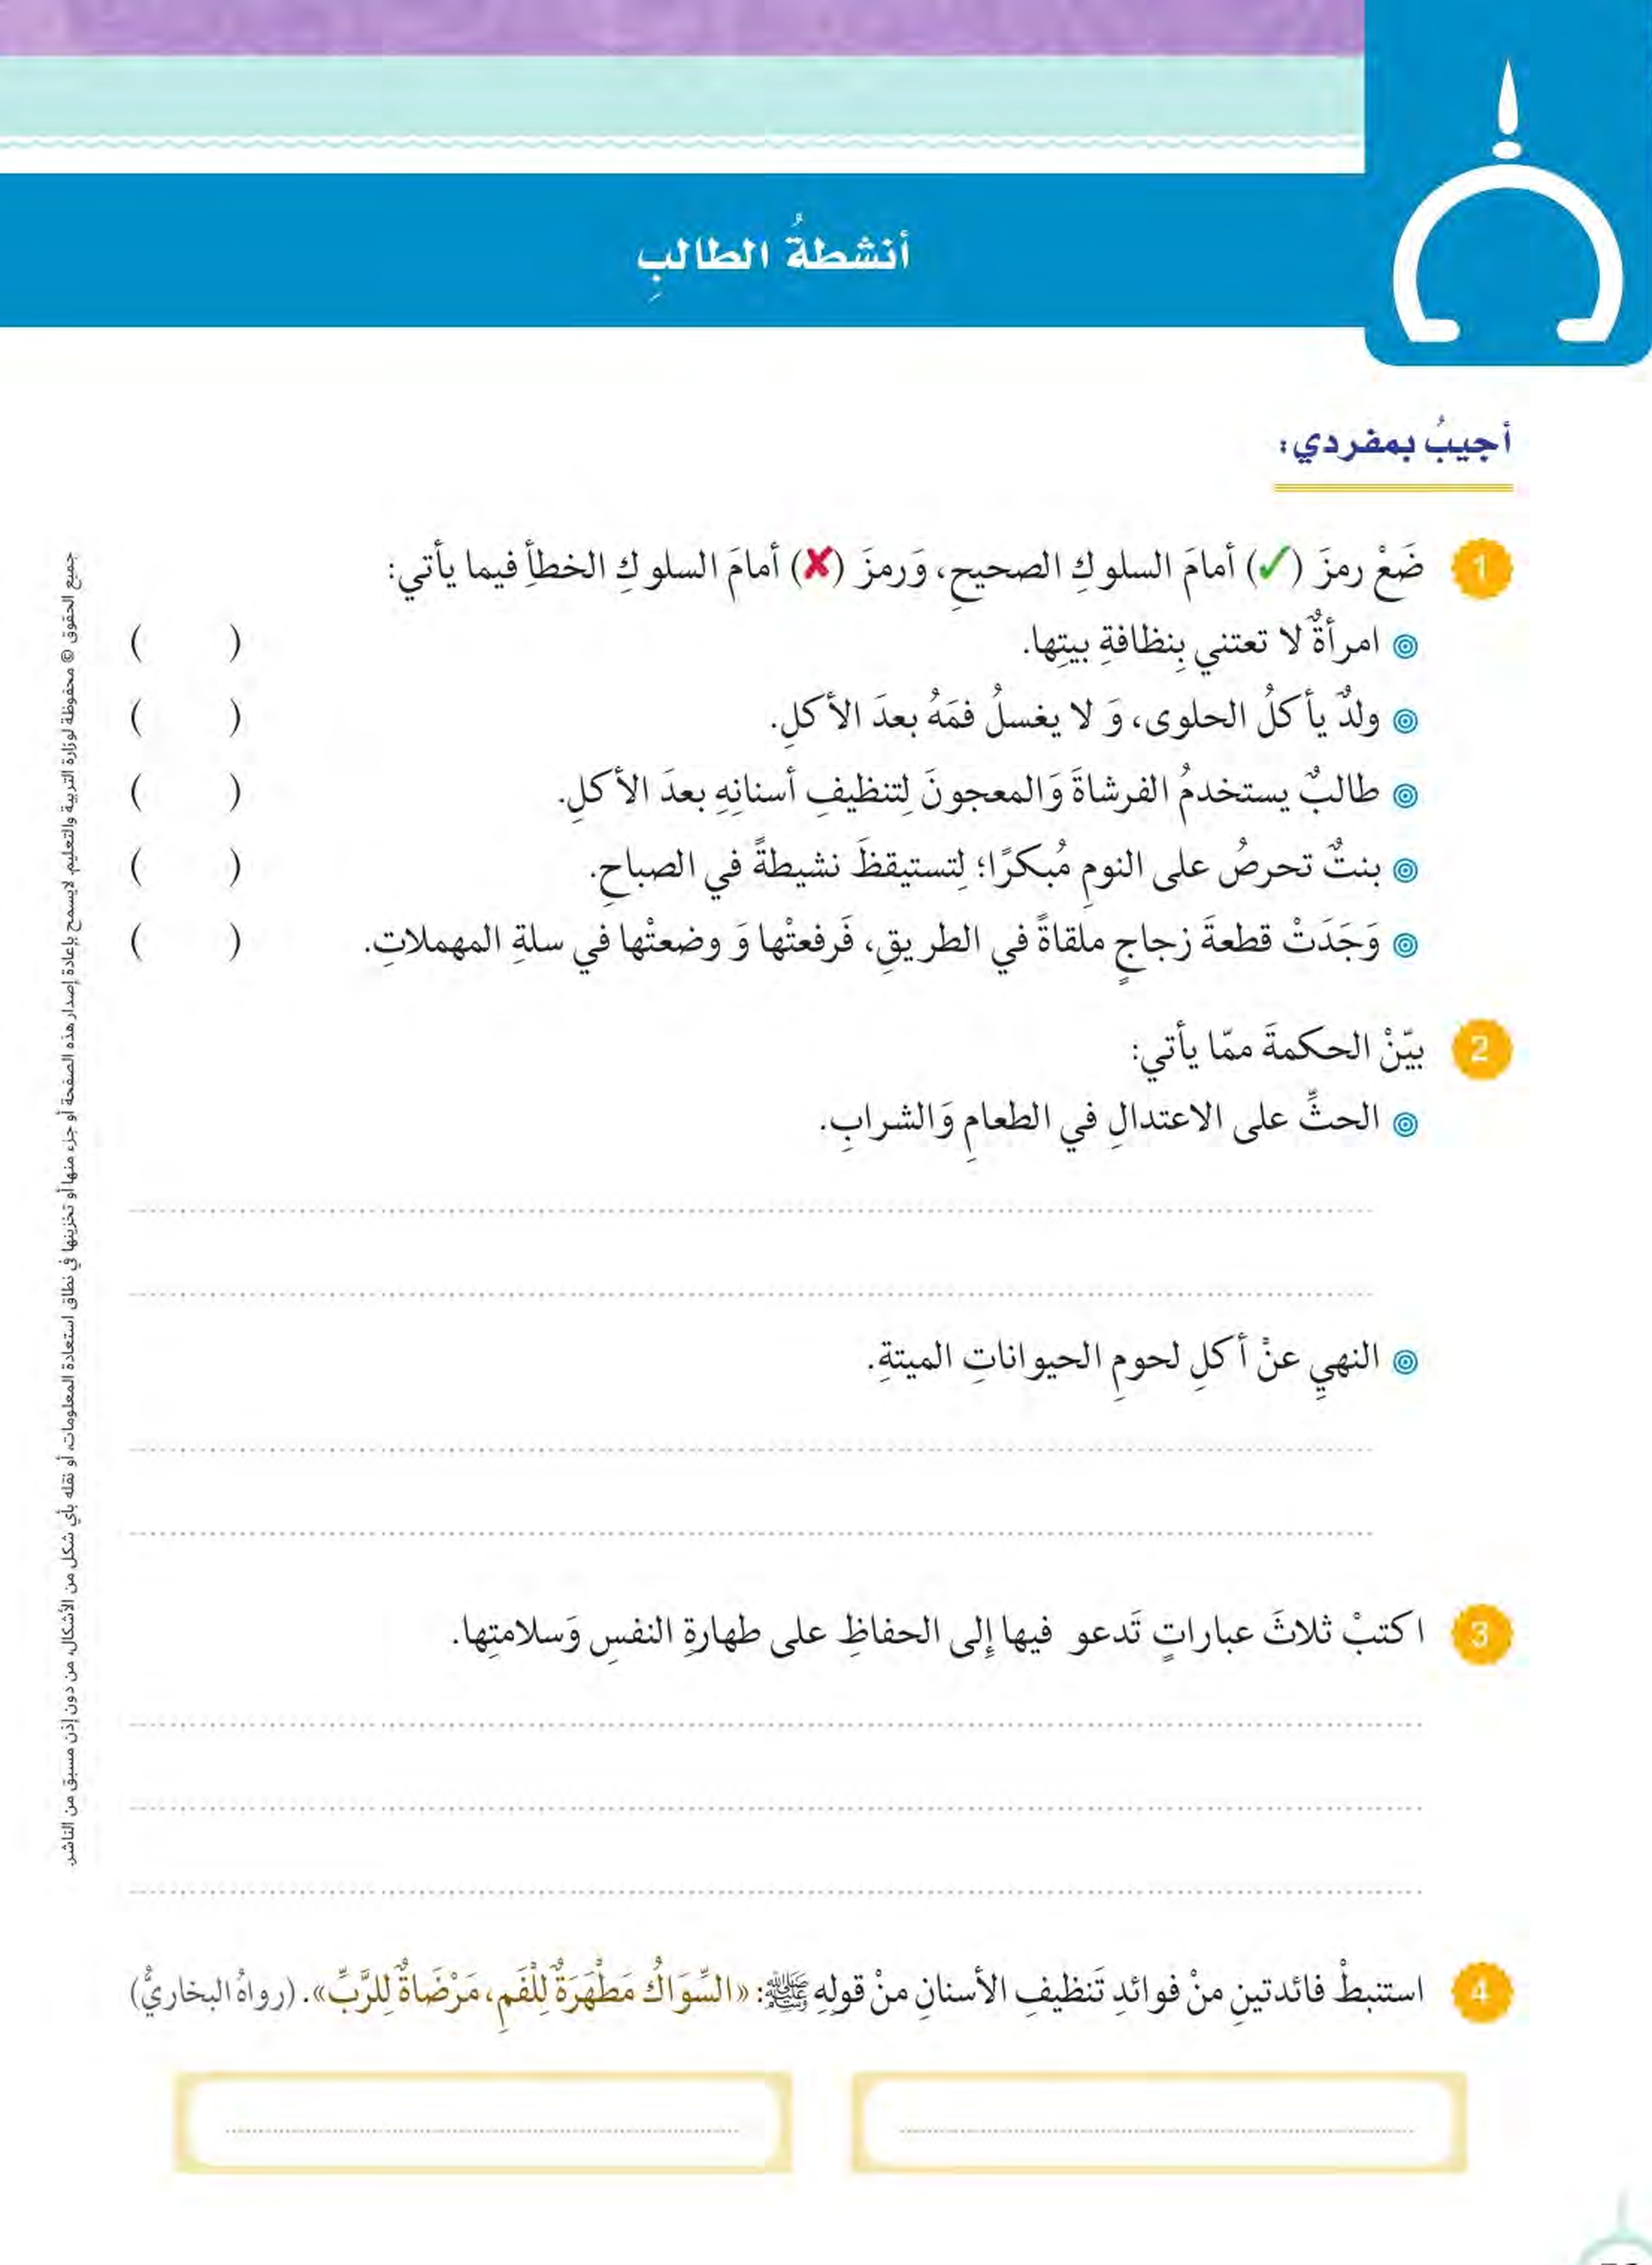 أنشطةُ الطالبِ
أجيبُ بمفردي:
1 ضَعْ رمزَ (✓) أمامَ السلوكِ الصحيحِ، وَرمزَ (✗) أمامَ السلوكِ الخطأِ فيما يأتي:
امرأةٌ لا تعتني بِنظافةِ بيتِها. ( )
ولدٌ يأكلُ الحلوى، وَ لا يغسلُ فمَهُ بعدَ الأكلِ. ( )
طالبٌ يستخدمُ الفرشاةَ وَالمعجونَ لِتنظيفِ أسنانِهِ بعدَ الأكلِ. ( )
بنتٌ تحرصُ على النومِ مُبكرًا؛ لِتستيقظَ نشيطةً في الصباحِ. ( )
وَجَدَتْ قطعةَ زجاجٍ ملقاةً في الطريقِ، فَرفعتْها وَ وضعتْها في سلةِ المهملاتِ. ( )
2 بيّنْ الحكمةَ ممّا يأتي:
الحثِّ على الاعتدالِ في الطعامِ وَالشرابِ.
النهيِ عنْ أكلِ لحومِ الحيواناتِ الميتةِ.
3 اكتبْ ثلاثَ عباراتٍ تَدعو فيها إلى الحفاظِ على طهارةِ النفسِ وَسلامتِها.
4 استنبطْ فائدتينِ منْ فوائدِ تَنظيفِ الأسنانِ منْ قولِهِ ﷺ: «السِّوَاكُ مَطْهَرَةٌ لِلْفَمِ، مَرْضَاةٌ لِلرَّبِّ». (رواهُ البخاريُّ)
جميع الحقوق © محفوظة لوزارة التربية والتعليم. لايسمح بإعادة إصدار هذه الصفحة أو جزء منها أو تخزينها في نطاق استعادة المعلومات، أو نقله بأي شكل من الأشكال، من دون إذن مسبق من الناشر.